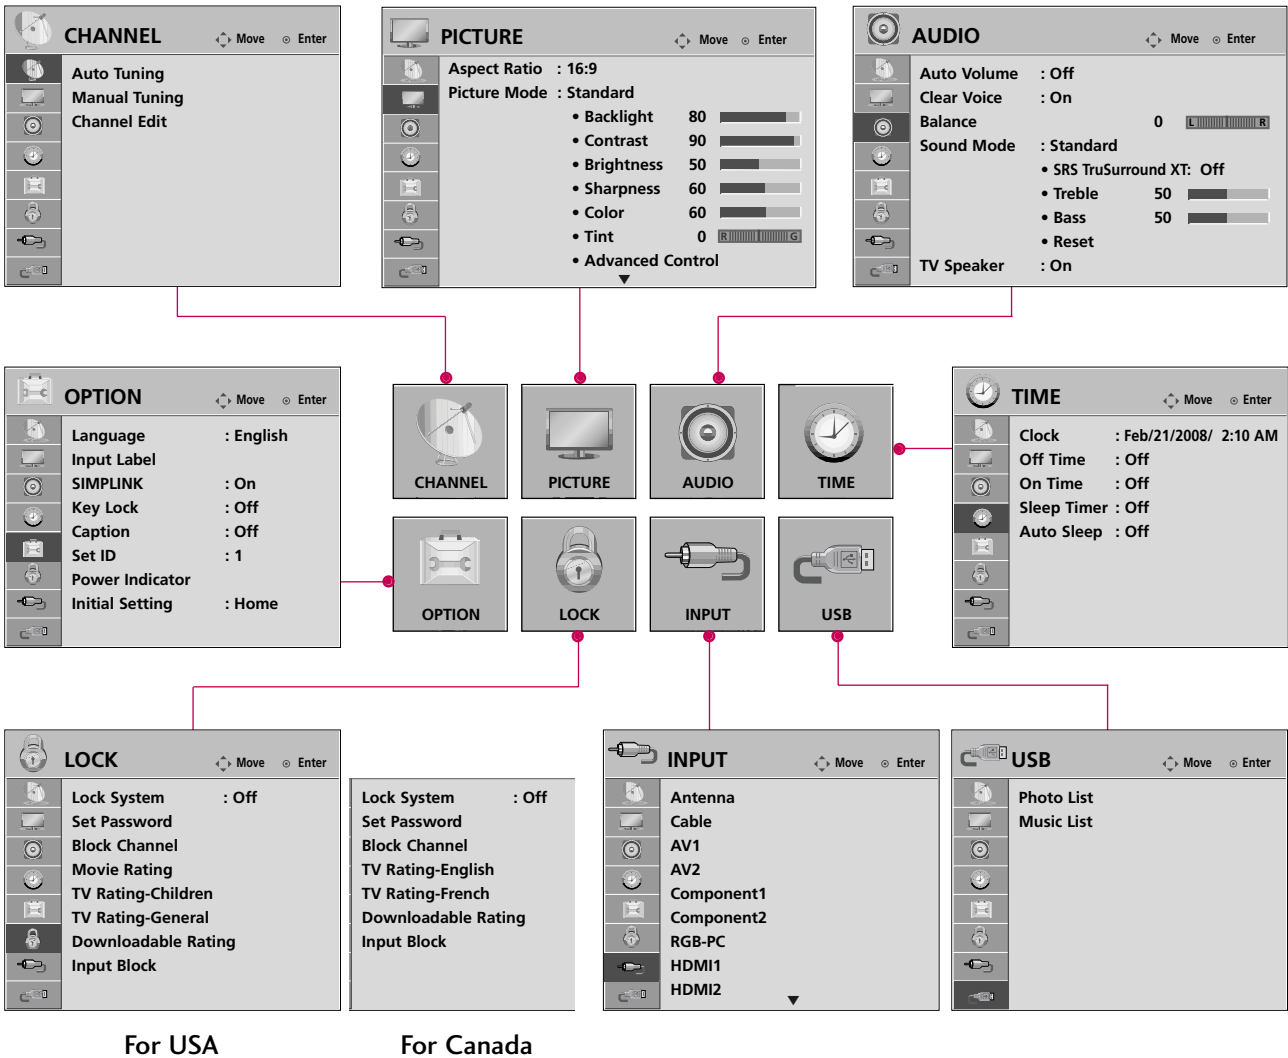 CHANNEL Move Enter
Auto Tuning
Manual Tuning
Channel Edit
PICTURE Move Enter
Aspect Ratio : 16:9
Picture Mode : Standard
• Backlight 80
• Contrast 90
• Brightness 50
• Sharpness 60
• Color 60
• Tint 0 R G
• Advanced Control
AUDIO Move Enter
Auto Volume : Off
Clear Voice : On
Balance 0 L R
Sound Mode : Standard
• SRS TruSurround XT: Off
• Treble 50
• Bass 50
• Reset
TV Speaker : On
OPTION Move Enter
Language : English
Input Label
SIMPLINK : On
Key Lock : Off
Caption : Off
Set ID : 1
Power Indicator
Initial Setting : Home
CHANNEL PICTURE AUDIO TIME
OPTION LOCK INPUT USB
TIME Move Enter
Clock : Feb/21/2008/ 2:10 AM
Off Time : Off
On Time : Off
Sleep Timer : Off
Auto Sleep : Off
LOCK Move Enter
Lock System : Off
Set Password
Block Channel
Movie Rating
TV Rating-Children
TV Rating-General
Downloadable Rating
Input Block
For USA
Lock System : Off
Set Password
Block Channel
TV Rating-English
TV Rating-French
Downloadable Rating
Input Block
For Canada
INPUT Move Enter
Antenna
Cable
AV1
AV2
Component1
Component2
RGB-PC
HDMI1
HDMI2
USB Move Enter
Photo List
Music List